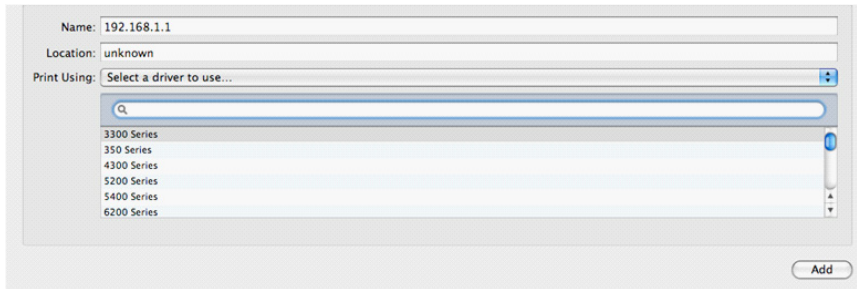 Name: 192.168.1.1
Location: unknown
Print Using: Select a driver to use...
3300 Series
350 Series
4300 Series
5200 Series
5400 Series
6200 Series
Add